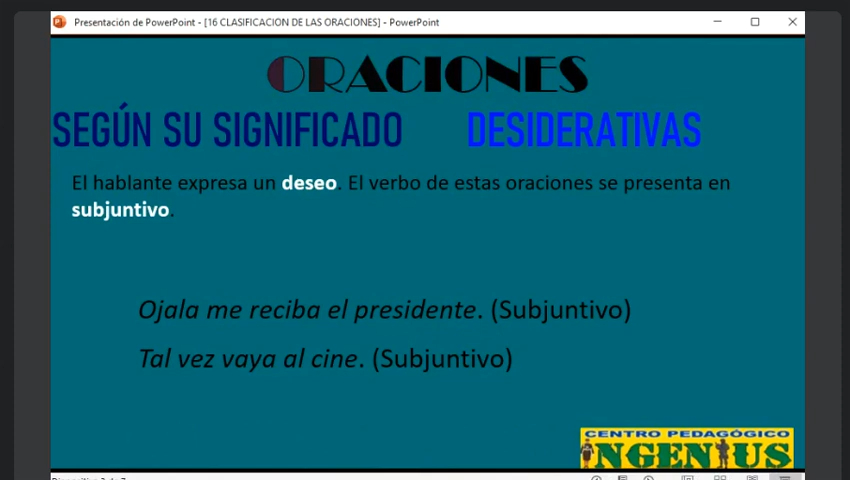 Presentación de PowerPoint - [16 CLASIFICACION DE LAS ORACIONES] - PowerPoint
ORACIONES
SEGÚN SU SIGNIFICADO DESIDERATIVAS
El hablante expresa un deseo. El verbo de estas oraciones se presenta en
subjuntivo.
Ojala me reciba el presidente. (Subjuntivo)
Tal vez vaya al cine. (Subjuntivo)
CENTRO PEDAGÓGICO
INGENIUS